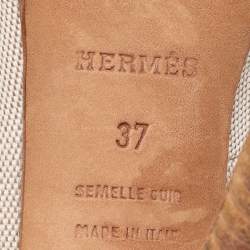 HERMÈS
37
SEMELLE CUIR
MADE IN ITALY